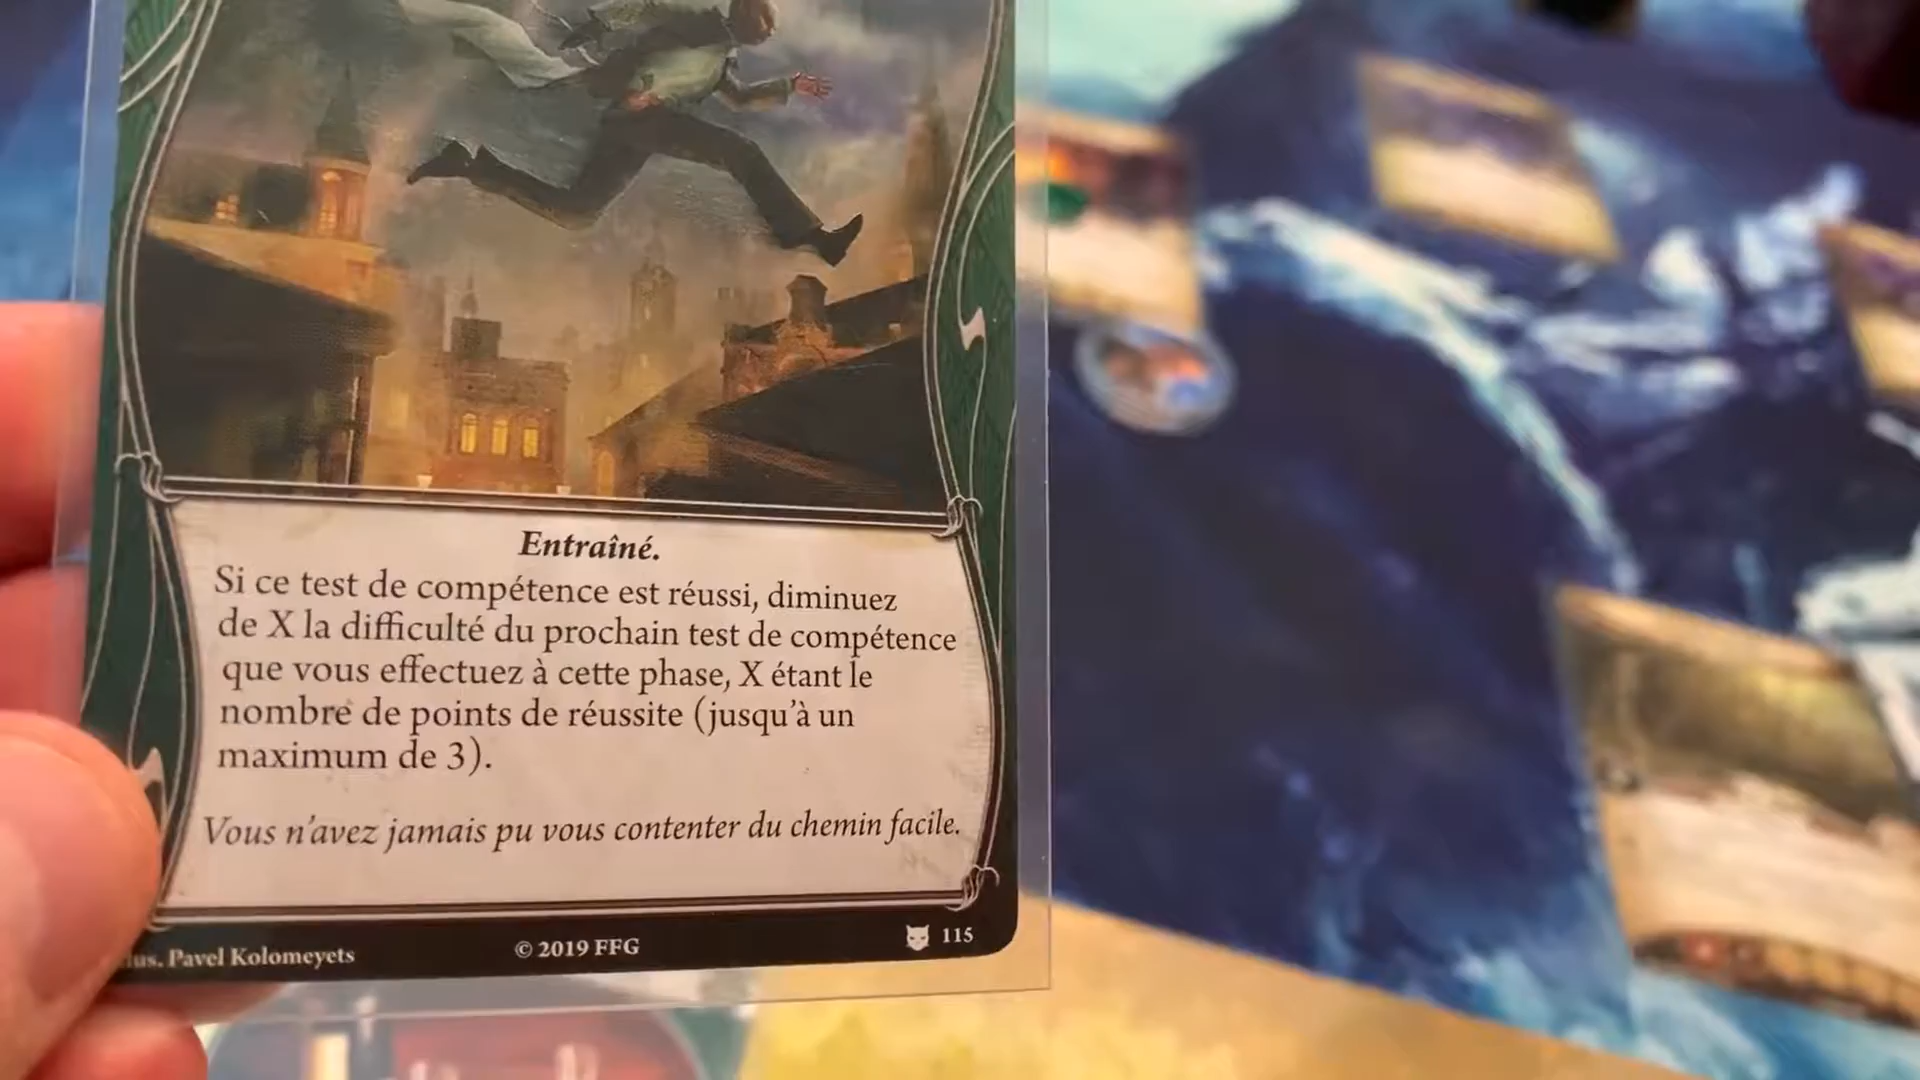 Entraîné.
Si ce test de compétence est réussi, diminuez
de X la difficulté du prochain test de compétence
que vous effectuez à cette phase, X étant le
nombre de points de réussite (jusqu'à un
maximum de 3).
Vous n'avez jamais pu vous contenter du chemin facile.
lus. Pavel Kolomeyets
© 2019 FFG
115